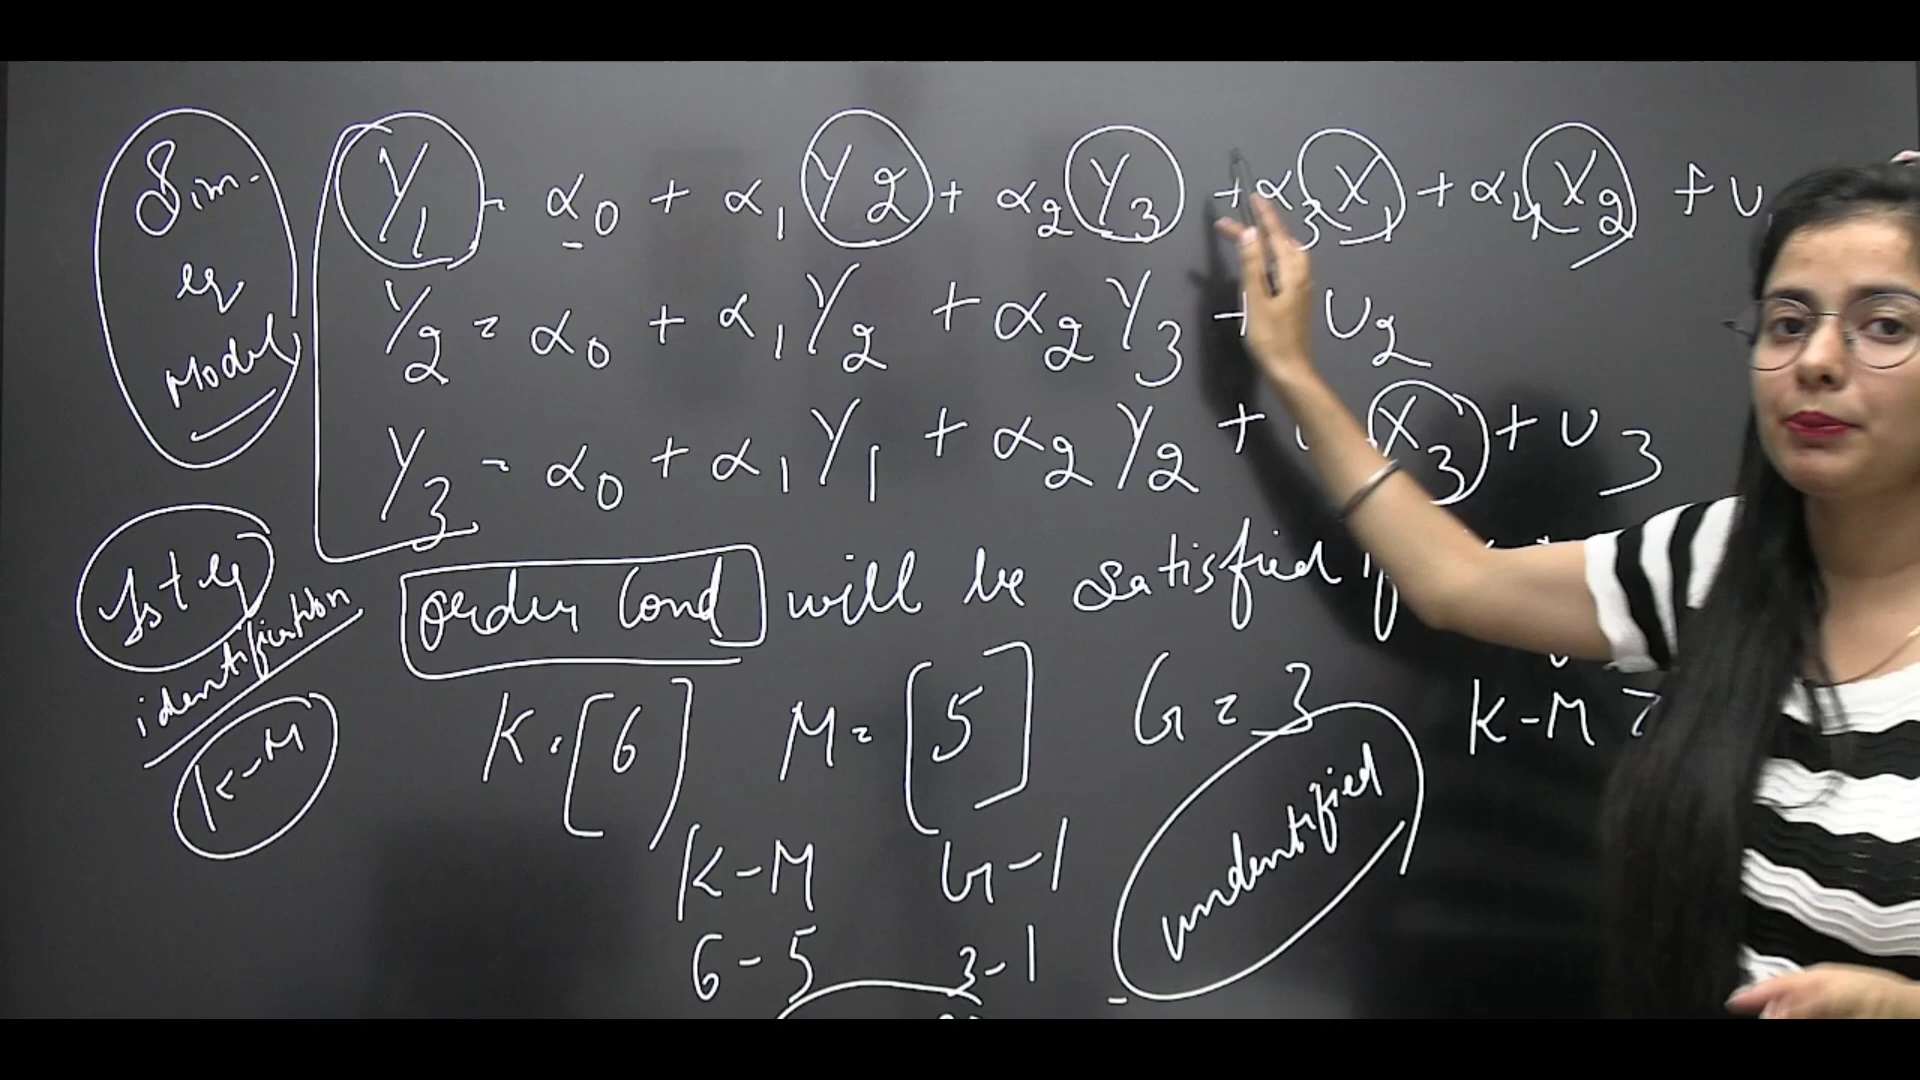 Sim-
eq
Model
Y1 = α0 + α1 Y2 + α2 Y3 + α3 X1 + α4 X2 + U
Y2 = α0 + α1 Y2 + α2 Y3 + U2
Y3 = α0 + α1 Y1 + α2 Y2 + X3 + U3
Ist eq
identification
K-M
order Cond will be satisfied if
K = [6] M = [5] G = 3 K-M >
K-M G-1
6-5 3-1
undentified